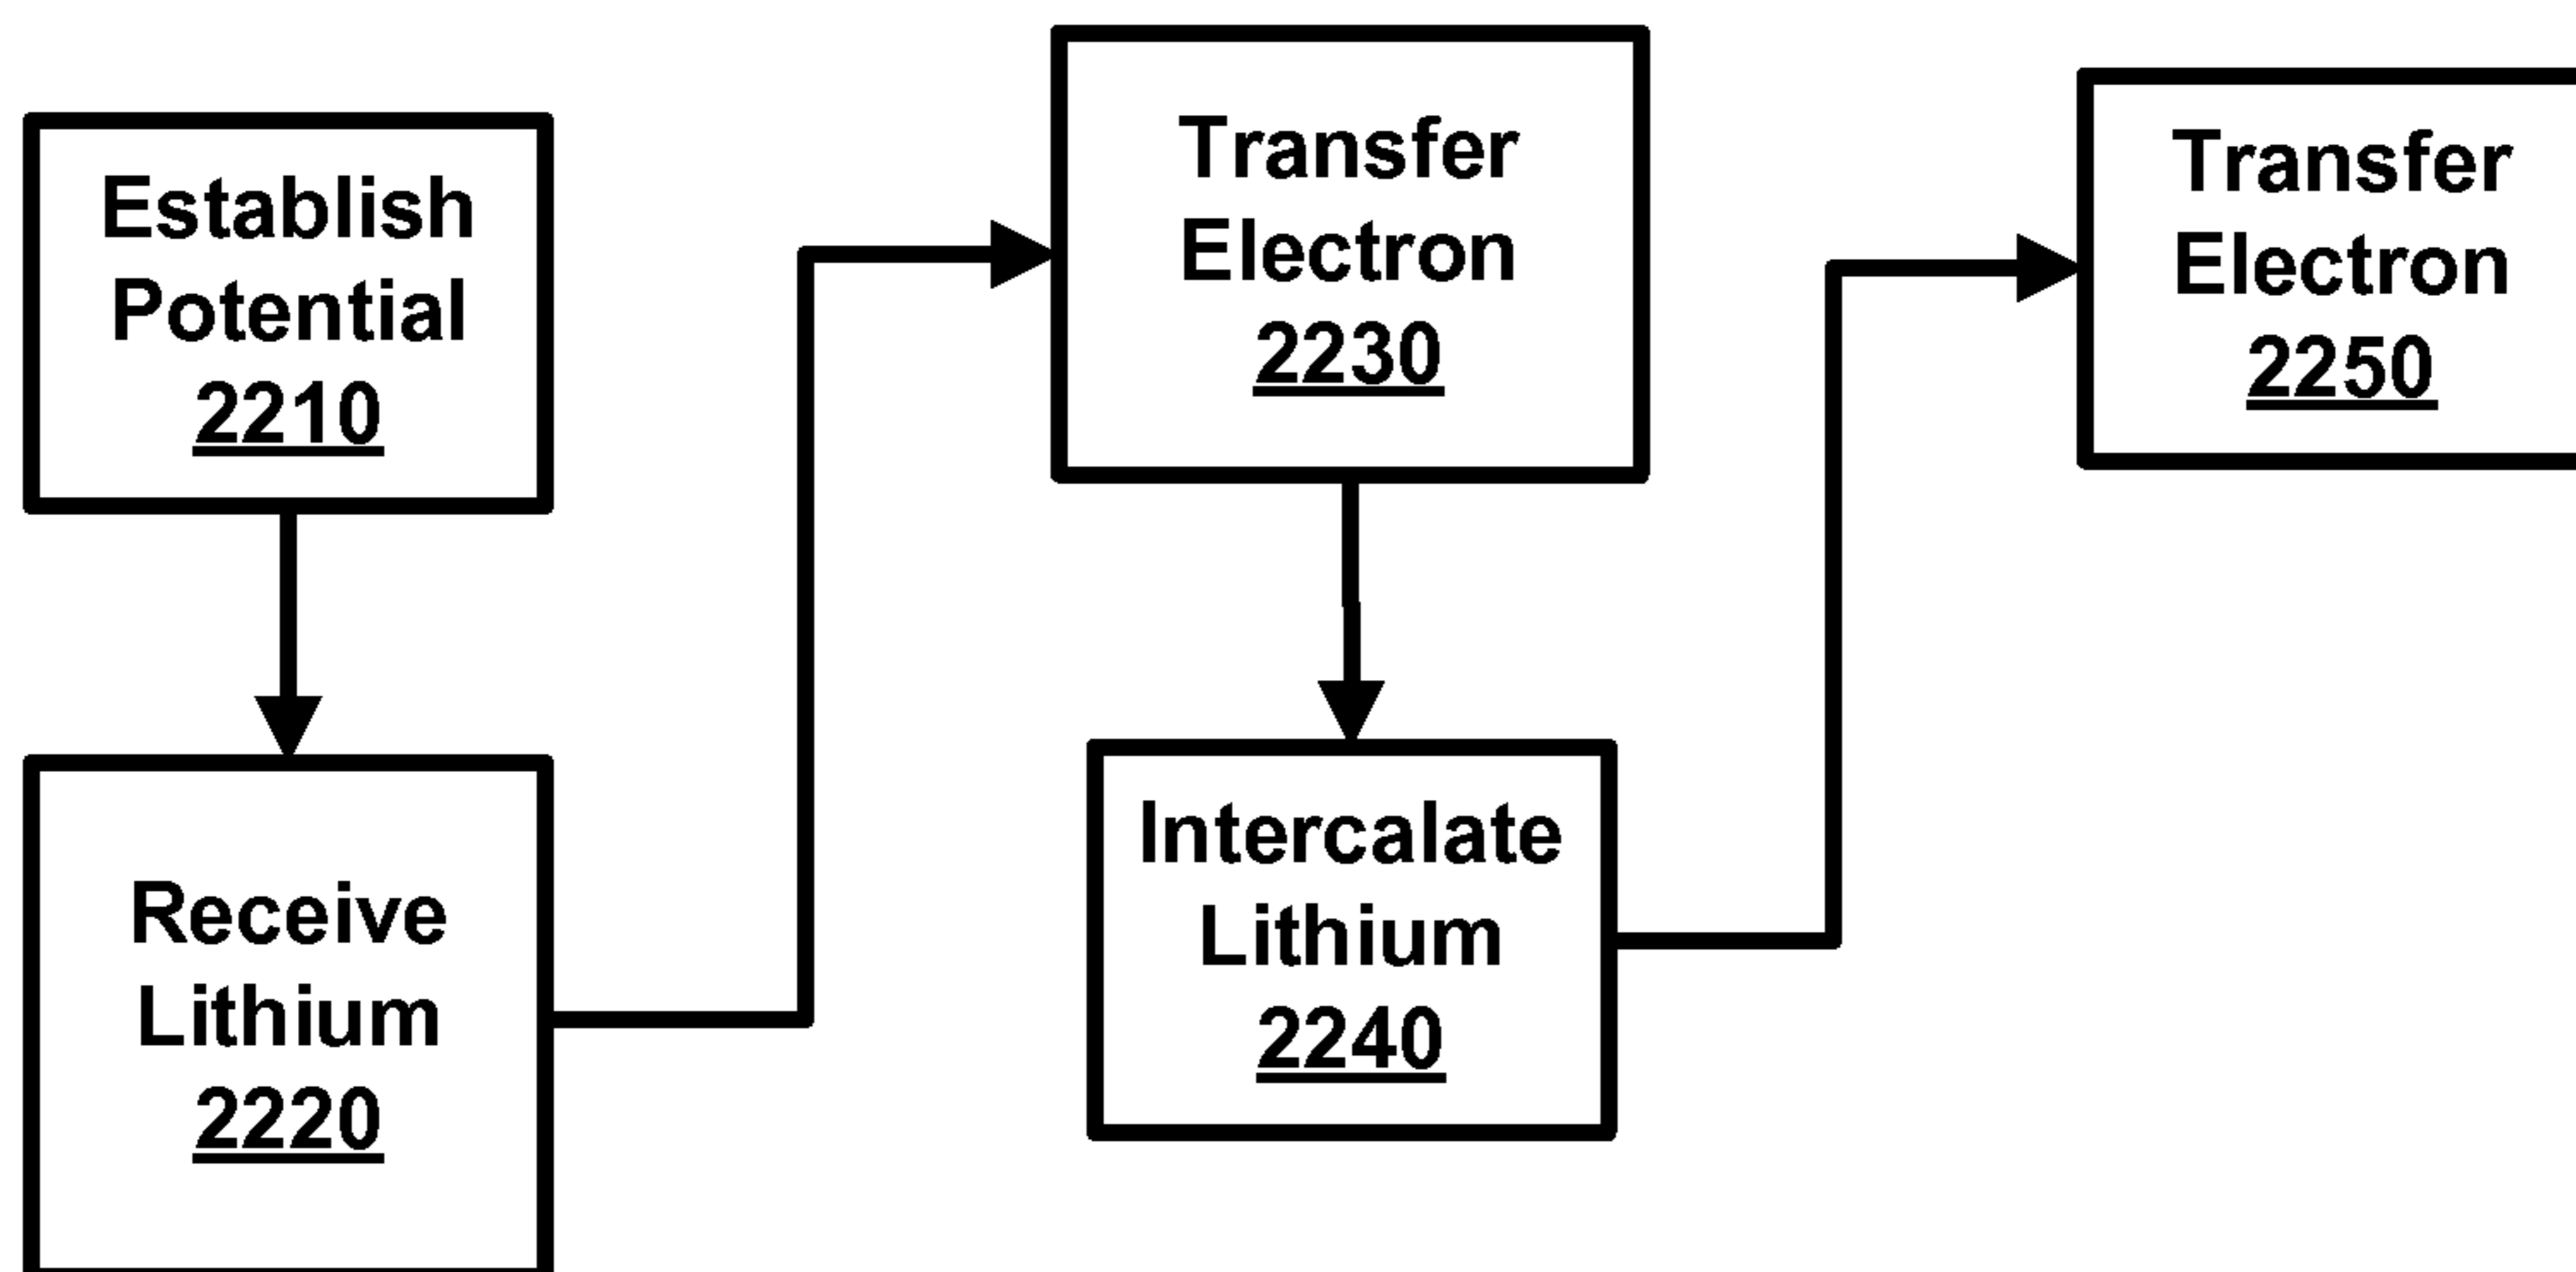 Establish
Potential
2210
Receive
Lithium
2220
Transfer
Electron
2230
Intercalate
Lithium
2240
Transfer
Electron
2250